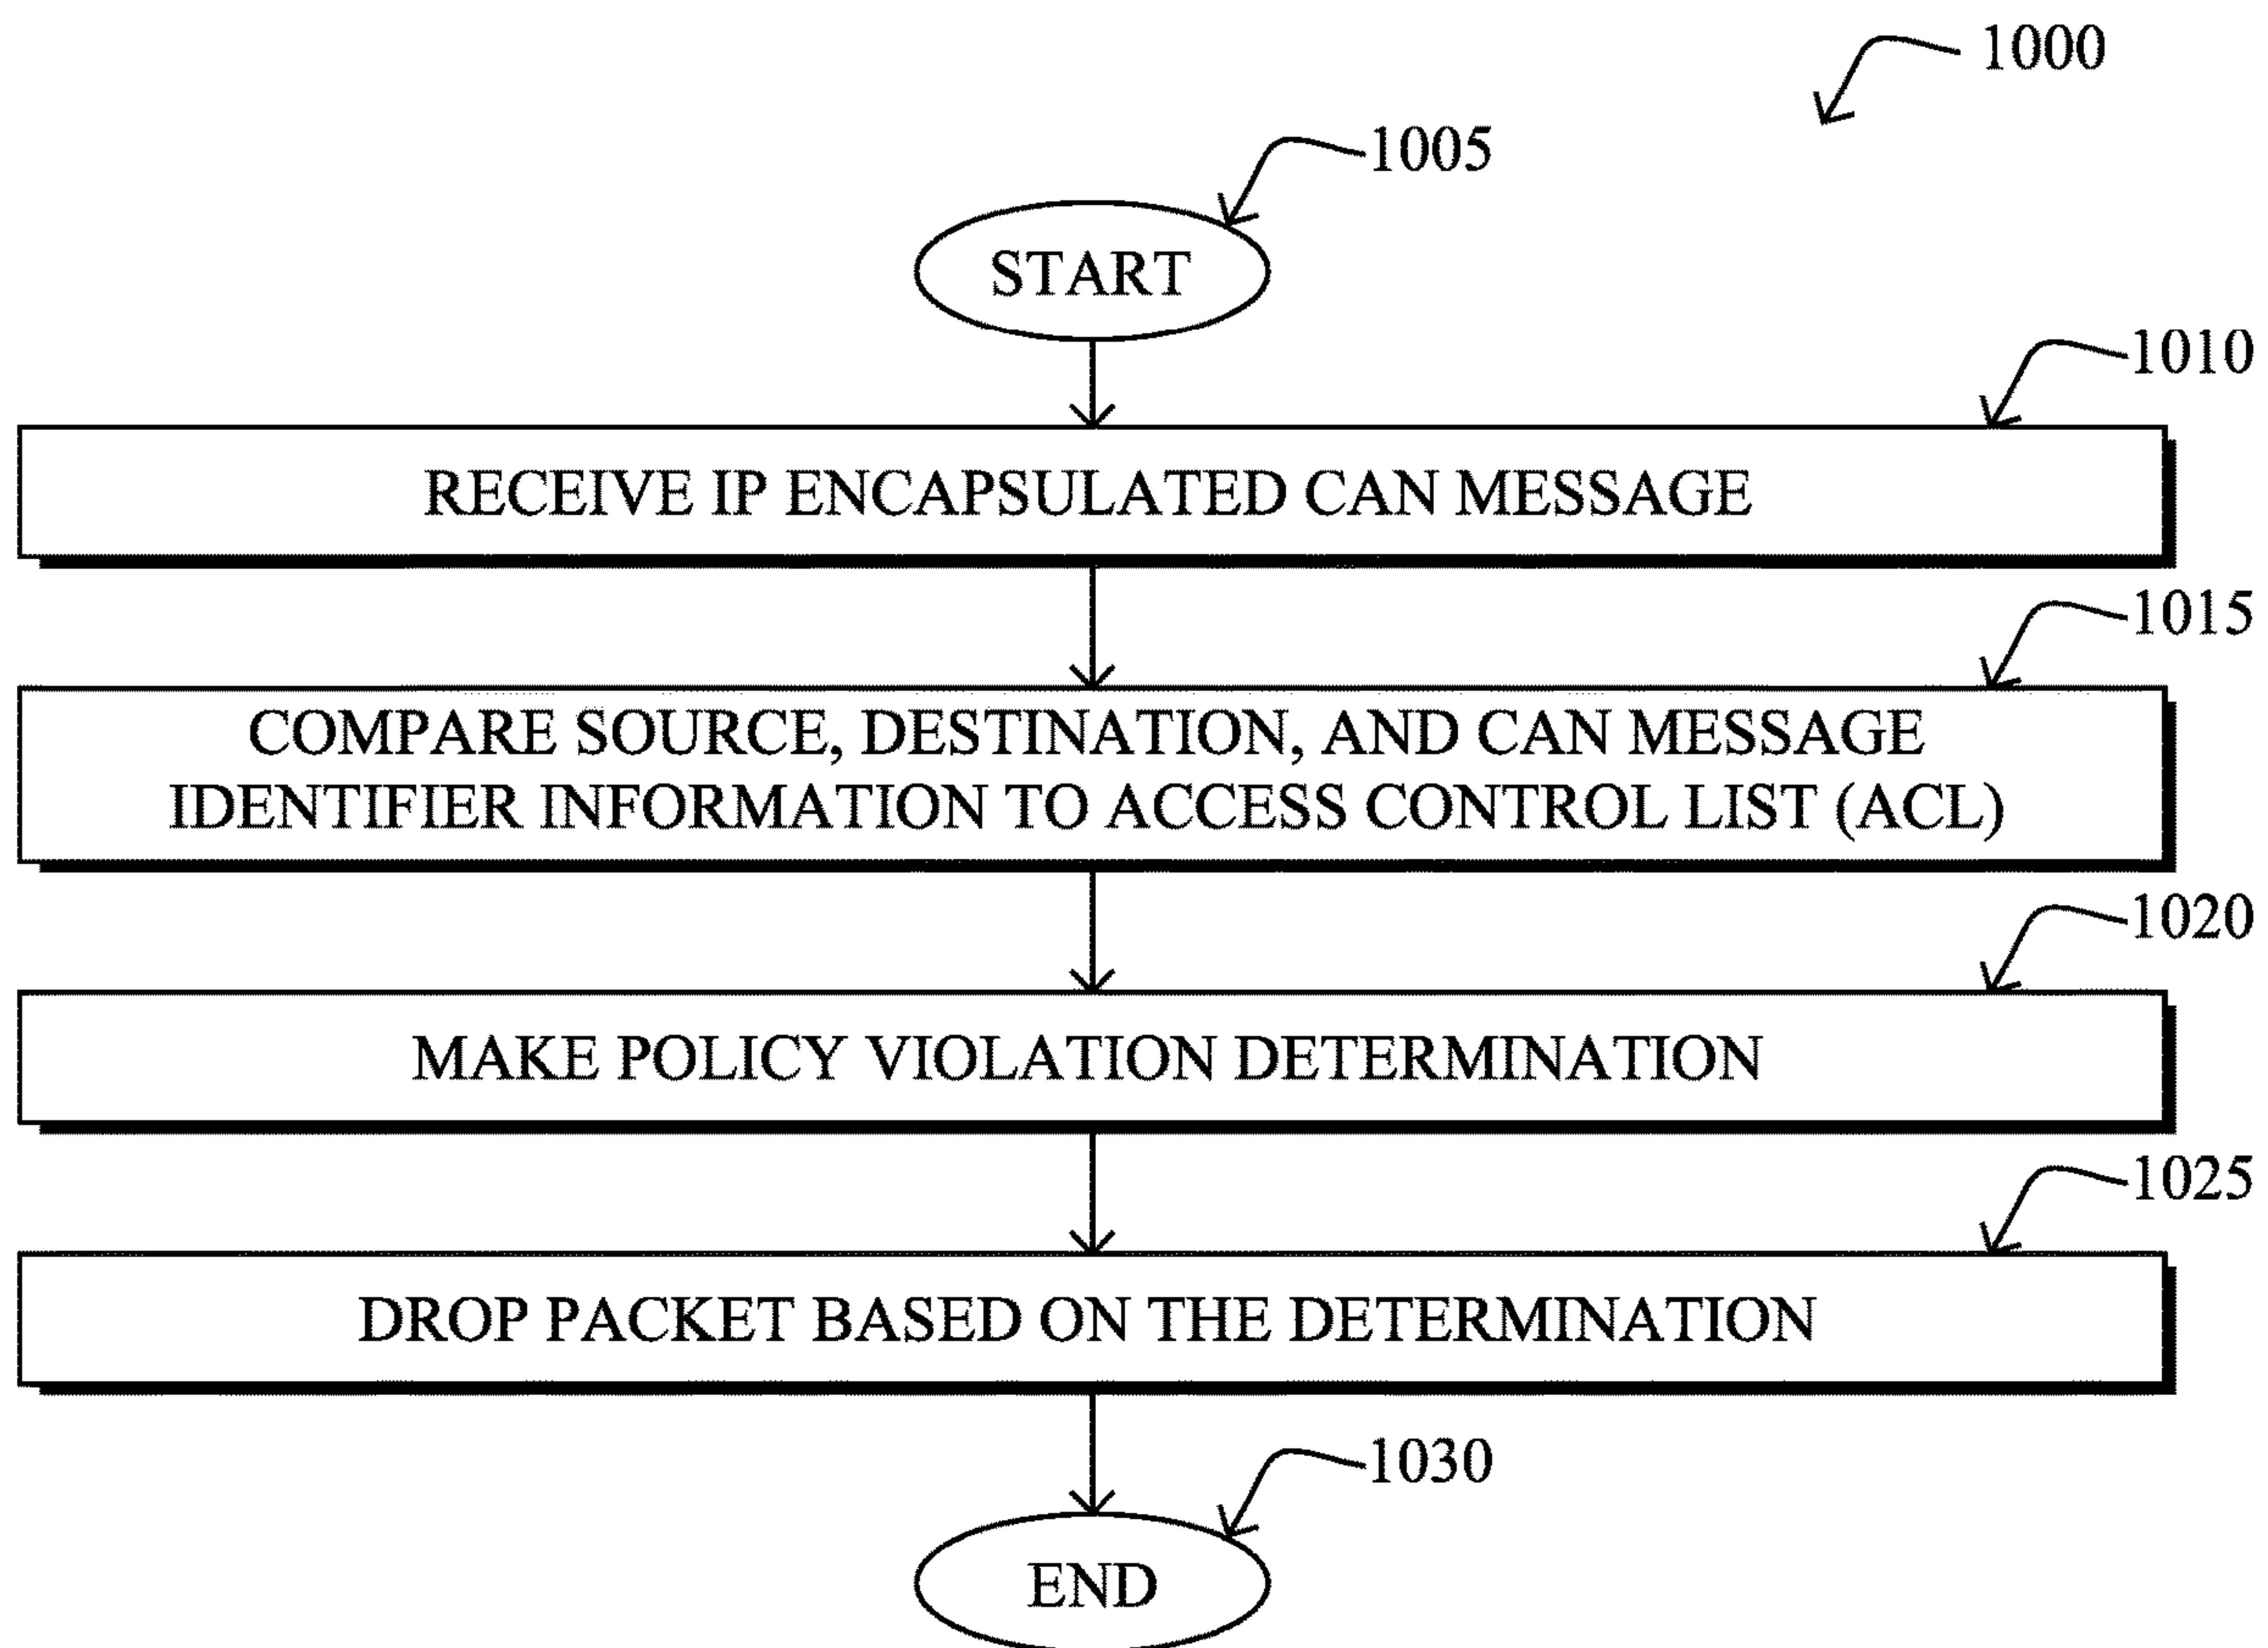 1000
1005
START
1010
RECEIVE IP ENCAPSULATED CAN MESSAGE
1015
COMPARE SOURCE, DESTINATION, AND CAN MESSAGE
IDENTIFIER INFORMATION TO ACCESS CONTROL LIST (ACL)
1020
MAKE POLICY VIOLATION DETERMINATION
1025
DROP PACKET BASED ON THE DETERMINATION
1030
END